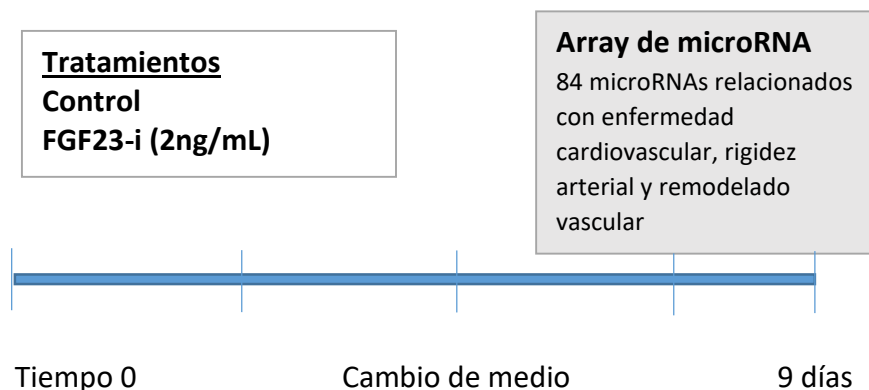 Tratamientos
Control
FGF23-i (2ng/mL)
Array de microRNA
84 microRNAs relacionados
con enfermedad
cardiovascular, rigidez
arterial y remodelado
vascular
Tiempo 0
Cambio de medio
9 días